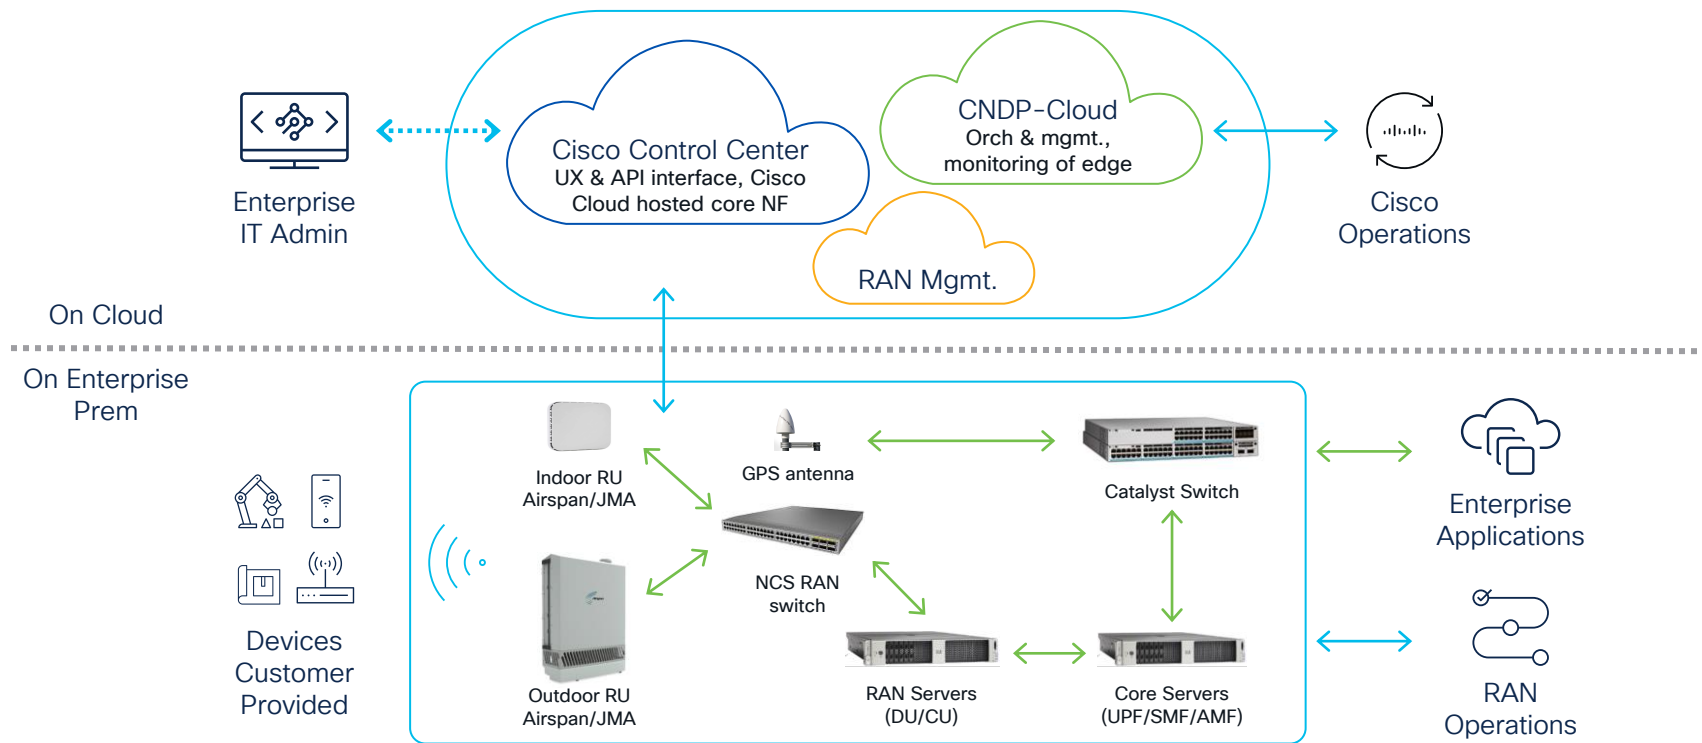 CNDP-Cloud
Orch & mgmt.,
monitoring of edge
Cisco Control Center
UX & API interface, Cisco
Cloud hosted core NF
Enterprise
IT Admin
Cisco
Operations
RAN Mgmt.
On Cloud
On Enterprise
Prem
Indoor RU
Airspan/JMA
GPS antenna
Catalyst Switch
Enterprise
Applications
NCS RAN
switch
Devices
Customer
Provided
Outdoor RU
Airspan/JMA
RAN Servers
(DU/CU)
Core Servers
(UPF/SMF/AMF)
RAN
Operations